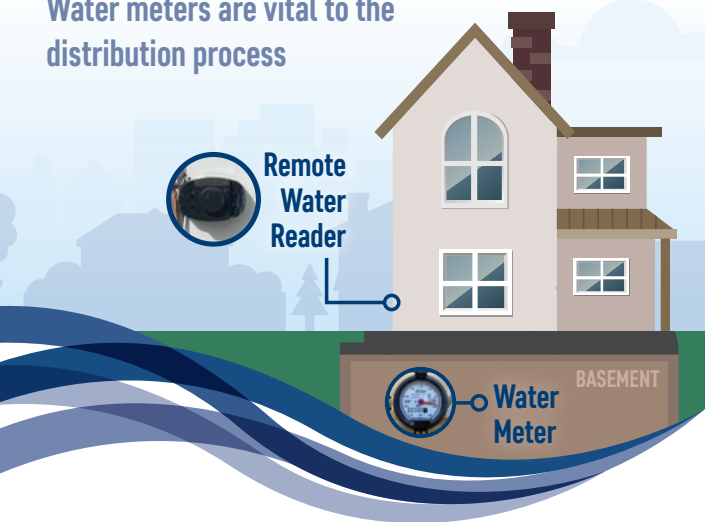 Water meters are vital to the
distribution process
Remote
Water
Reader
BASEMENT
Water
Meter